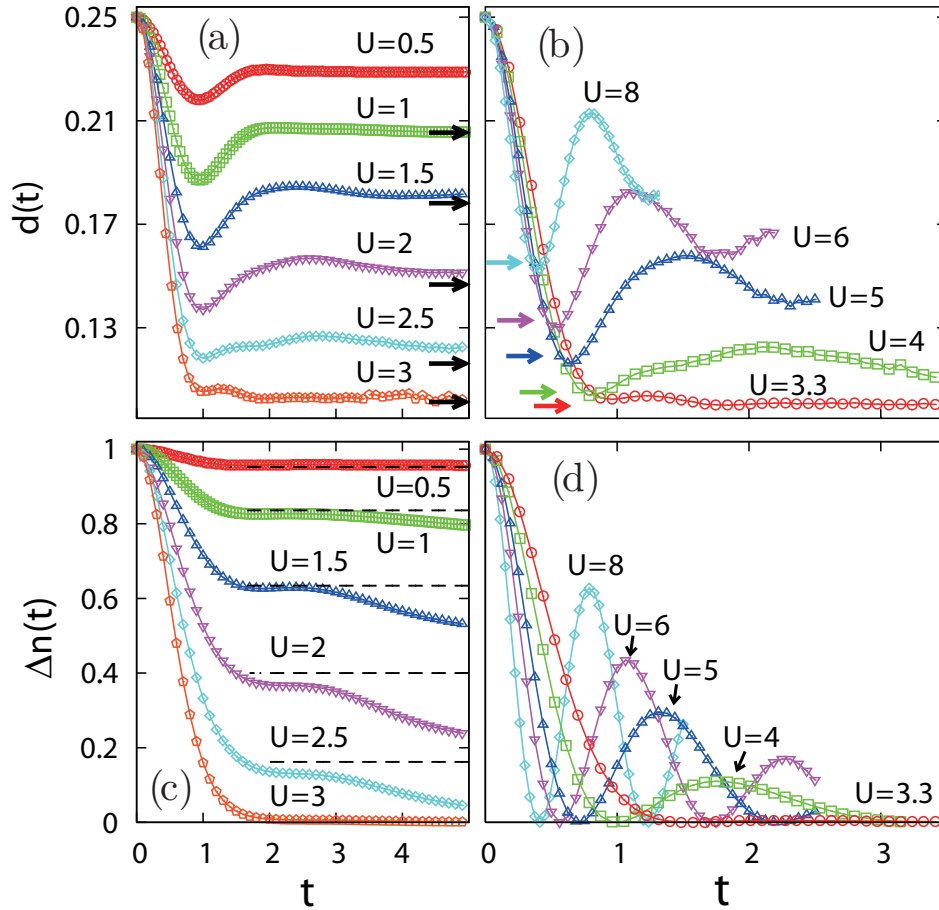 0.25
0.21
0.17
0.13
d(t)
(a)
U=0.5
U=1
U=1.5
U=2
U=2.5
U=3
(b)
U=8
U=6
U=5
U=4
U=3.3
1
0.8
0.6
0.4
0.2
0
Δn(t)
U=0.5
U=1
U=1.5
U=2
U=2.5
U=3
(c)
0 1 2 3 4
t
(d)
U=8
U=6
U=5
U=4
U=3.3
0 1 2 3
t